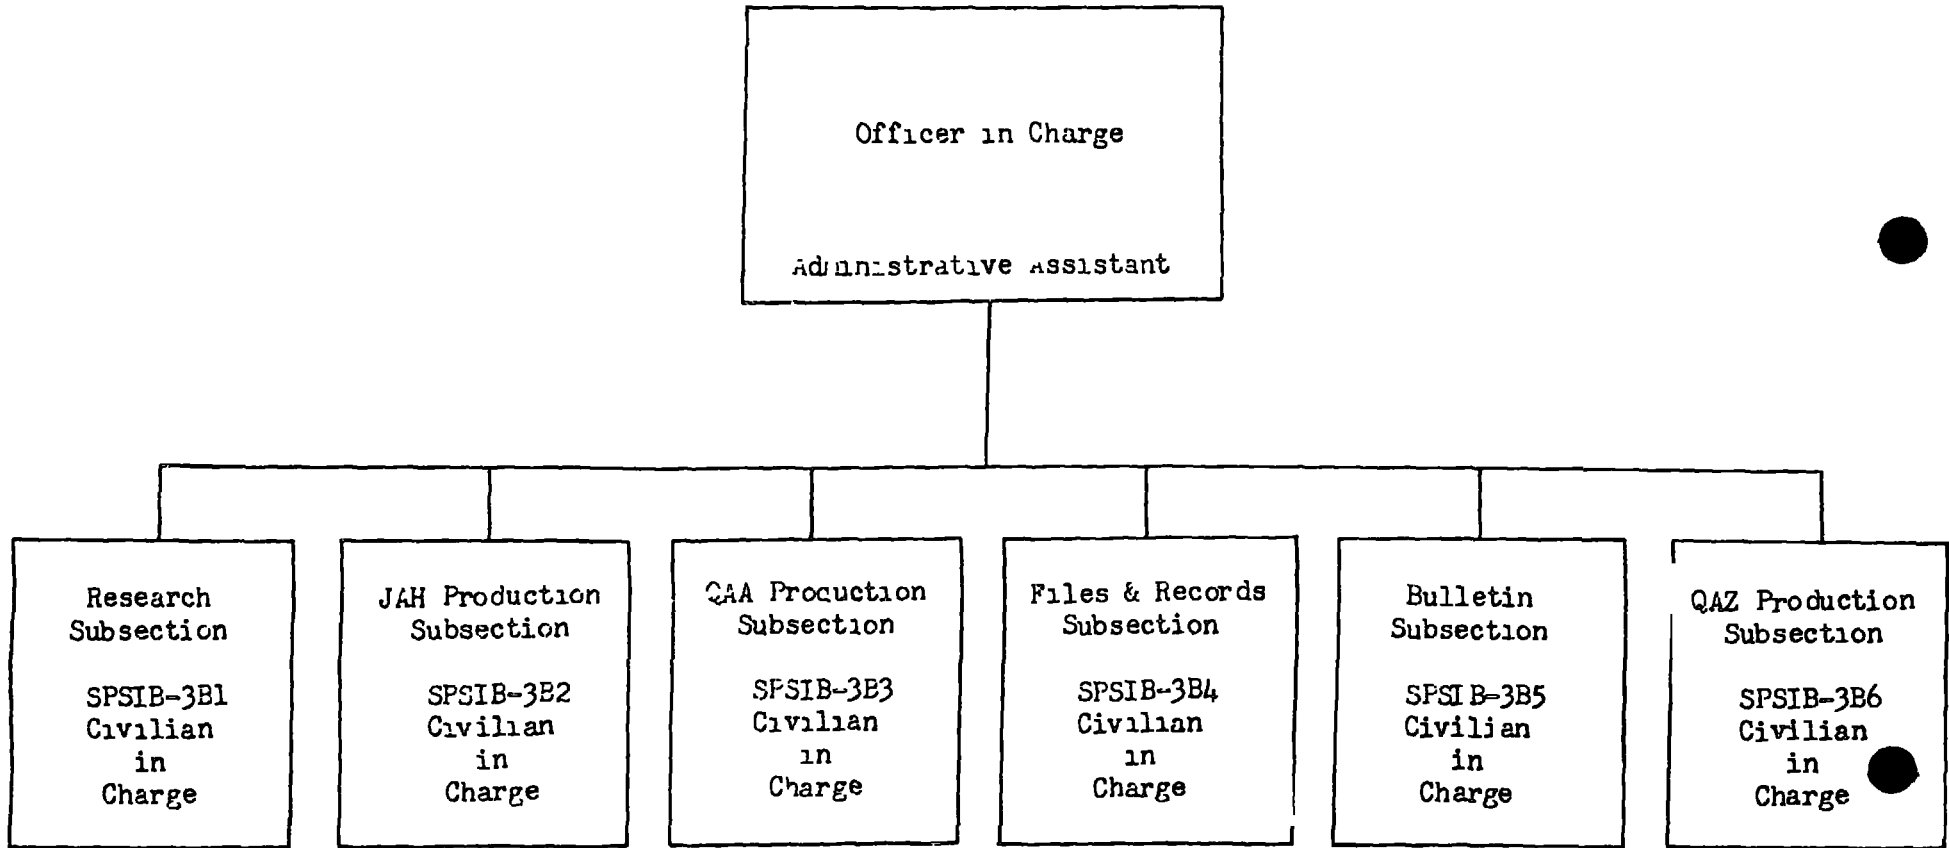 Officer in Charge
Administrative Assistant
Research
Subsection
SPSIB-3B1
Civilian
in
Charge
JAH Production
Subsection
SPSIB-3B2
Civilian
in
Charge
QAA Production
Subsection
SPSIB-3B3
Civilian
in
Charge
Files & Records
Subsection
SPSIB-3B4
Civilian
in
Charge
Bulletin
Subsection
SPSIB-3B5
Civilian
in
Charge
QAZ Production
Subsection
SPSIB-3B6
Civilian
in
Charge